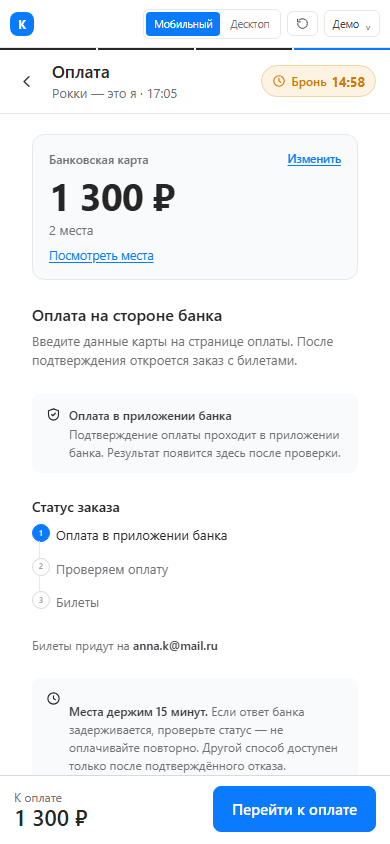 K
Мобильный Десктоп Демо
Оплата
Рокки — это я · 17:05
Бронь 14:58
Банковская карта Изменить
1 300 ₽
2 места
Посмотреть места
Оплата на стороне банка
Введите данные карты на странице оплаты. После
подтверждения откроется заказ с билетами.
Оплата в приложении банка
Подтверждение оплаты проходит в приложении
банка. Результат появится здесь после проверки.
Статус заказа
1 Оплата в приложении банка
2 Проверяем оплату
3 Билеты
Билеты придут на anna.k@mail.ru
Места держим 15 минут. Если ответ банка
задерживается, проверьте статус — не
оплачивайте повторно. Другой способ доступен
только после подтверждённого отказа.
К оплате
1 300 ₽
Перейти к оплате